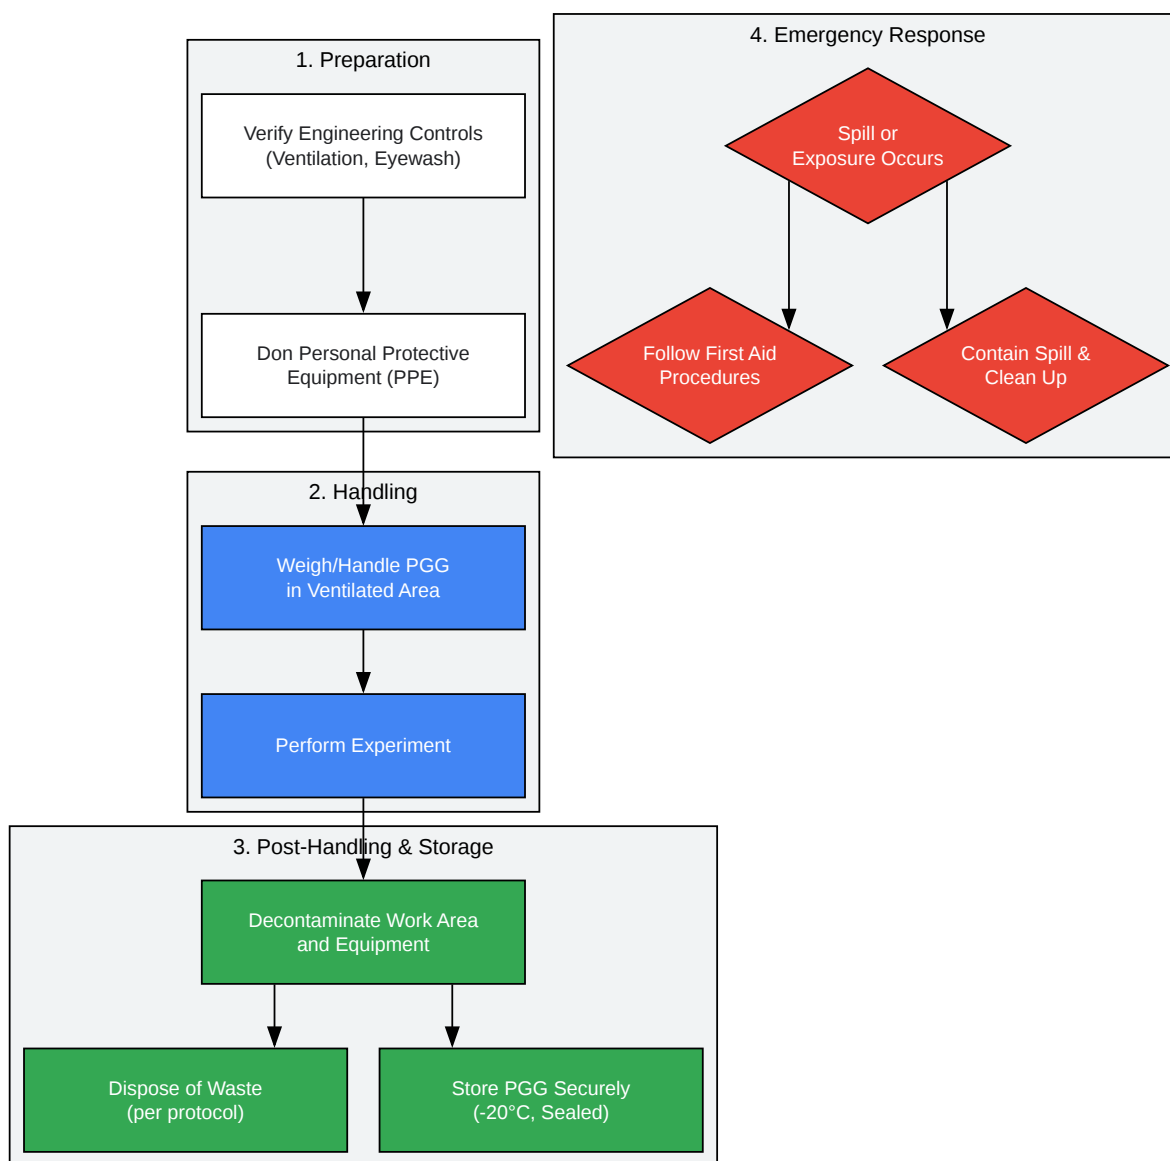 1. Preparation
Verify Engineering Controls
(Ventilation, Eyewash)
Don Personal Protective
Equipment (PPE)
2. Handling
Weigh/Handle PGG
in Ventilated Area
Perform Experiment
3. Post-Handling & Storage
Decontaminate Work Area
and Equipment
Dispose of Waste
(per protocol)
Store PGG Securely
(-20°C, Sealed)
4. Emergency Response
Spill or
Exposure Occurs
Follow First Aid
Procedures
Contain Spill &
Clean Up